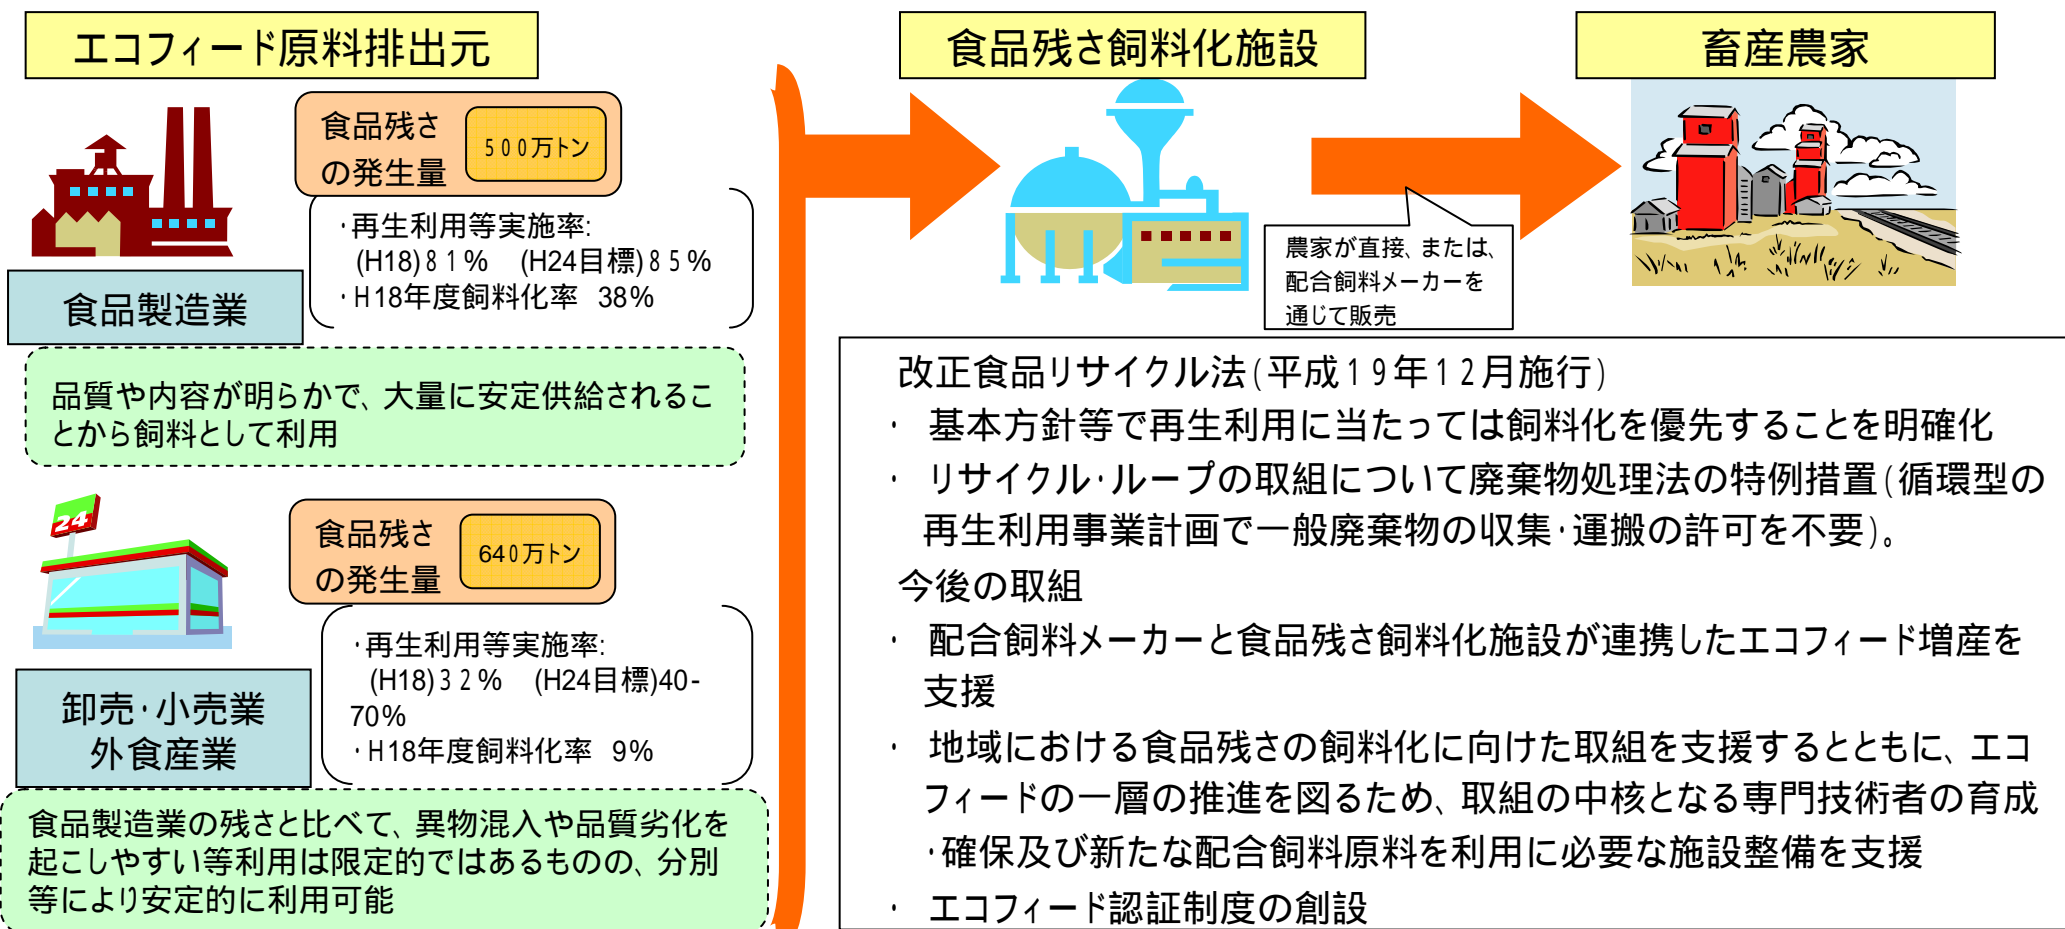 エコフィード原料排出元
食品残さ
の発生量
500万トン
・再生利用等実施率:
(H18)81% (H24目標)85%
・H18年度飼料化率 38%
食品製造業
品質や内容が明らかで、大量に安定供給されるこ
とから飼料として利用
24
食品残さ
の発生量
640万トン
・再生利用等実施率:
(H18)32% (H24目標)40-
70%
・H18年度飼料化率 9%
卸売・小売業
外食産業
食品製造業の残さと比べて、異物混入や品質劣化を
起こしやすい等利用は限定的ではあるものの、分別
等により安定的に利用可能
食品残さ飼料化施設
農家が直接、または、
配合飼料メーカーを
通じて販売
畜産農家
改正食品リサイクル法(平成19年12月施行)
・ 基本方針等で再生利用に当たっては飼料化を優先することを明確化
・ リサイクル・ループの取組について廃棄物処理法の特例措置(循環型の
再生利用事業計画で一般廃棄物の収集・運搬の許可を不要)。
今後の取組
・ 配合飼料メーカーと食品残さ飼料化施設が連携したエコフィード増産を
支援
・ 地域における食品残さの飼料化に向けた取組を支援するとともに、エコ
フィードの一層の推進を図るため、取組の中核となる専門技術者の育成
・確保及び新たな配合飼料原料を利用に必要な施設整備を支援
・ エコフィード認証制度の創設